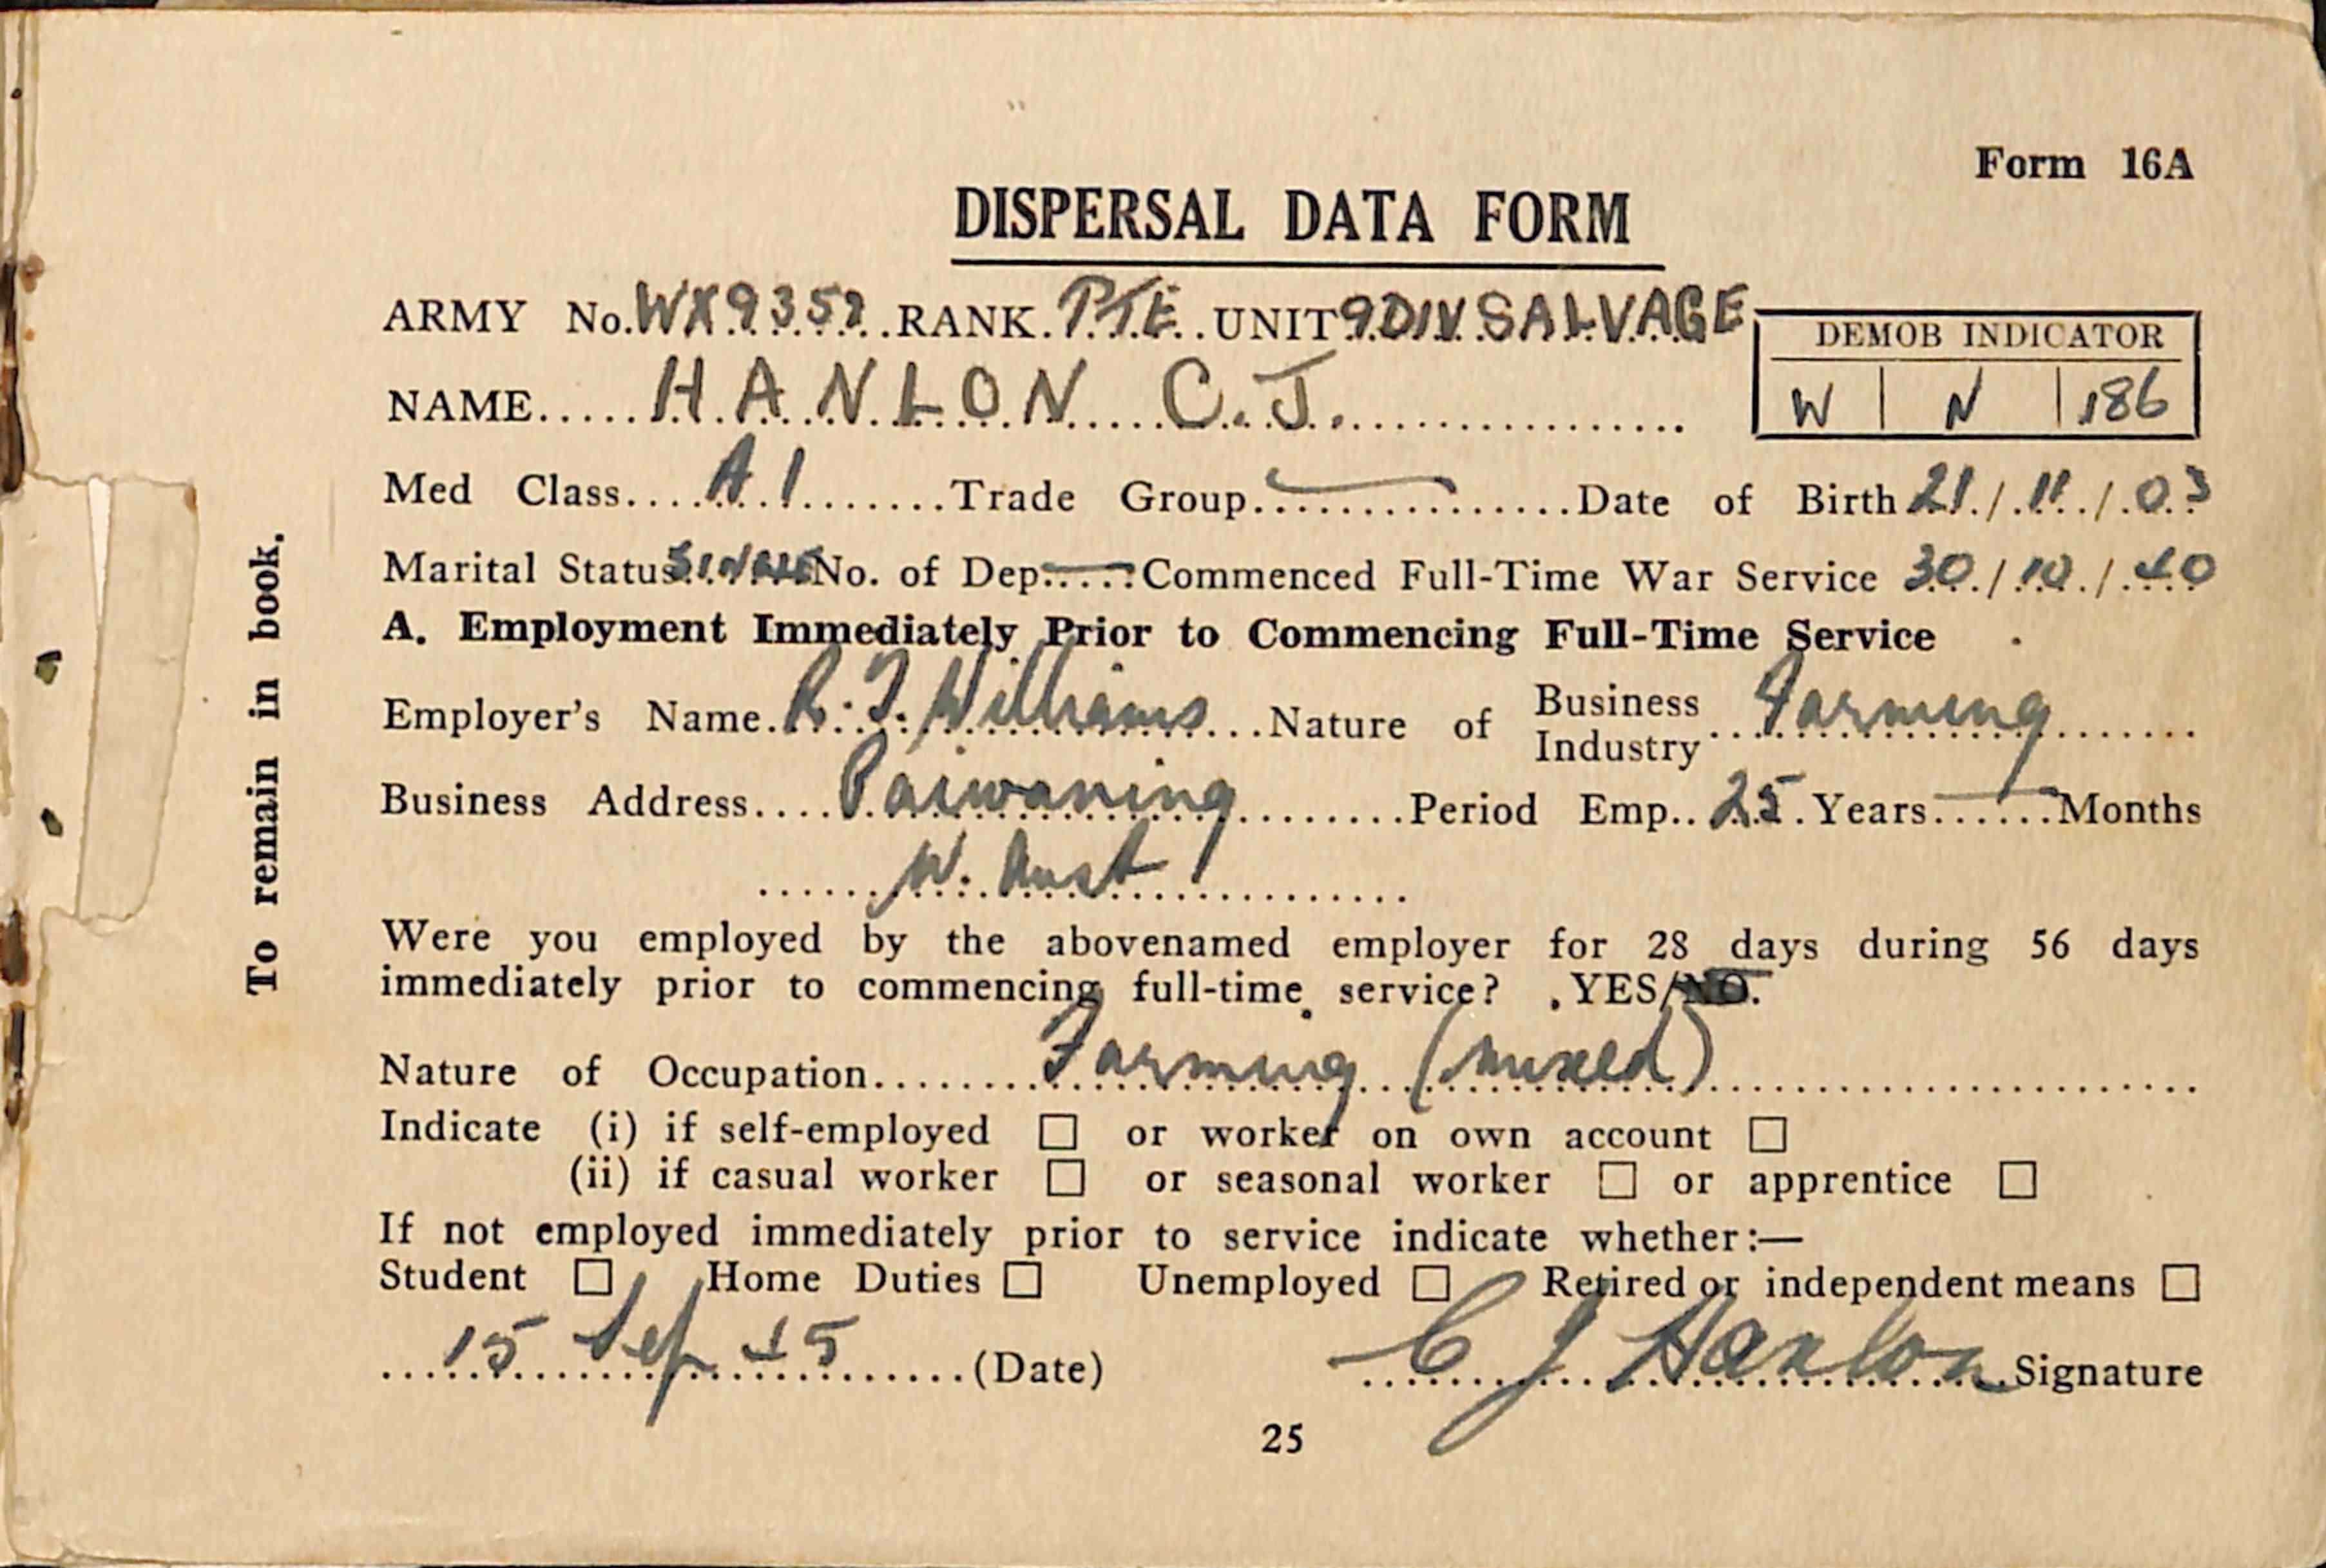 Form 16A
DISPERSAL DATA FORM
ARMY No. WX9352 RANK. PTE UNIT 9 DIV SALVAGE
DEMOB INDICATOR
W | N | 186
NAME..... HANLON C. J.
Med Class.... A 1 .......Trade Group.............Date of Birth 21/11/03
Marital Status SINGLE No. of Dep.....Commenced Full-Time War Service 30/10/40
A. Employment Immediately Prior to Commencing Full-Time Service
Employer's Name. R. J. Williams ...Nature of Business Industry Farming
Business Address.... Paiwaning ........Period Emp.. 25 Years......Months
W. Aust
Were you employed by the abovenamed employer for 28 days during 56 days
immediately prior to commencing full-time service? YES/NO.
Nature of Occupation........ Farming (mixed)
Indicate (i) if self-employed □ or worker on own account □
(ii) if casual worker □ or seasonal worker □ or apprentice □
If not employed immediately prior to service indicate whether:—
Student □ Home Duties □ Unemployed □ Retired or independent means □
15 Sep 45 (Date) C J Hanlon Signature
25
To remain in book.